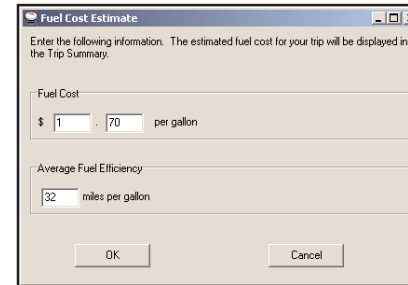 Fuel Cost Estimate
Enter the following information. The estimated fuel cost for your trip will be displayed in
the Trip Summary.
Fuel Cost
$ 1 . 70 per gallon
Average Fuel Efficiency
32 miles per gallon
OK Cancel